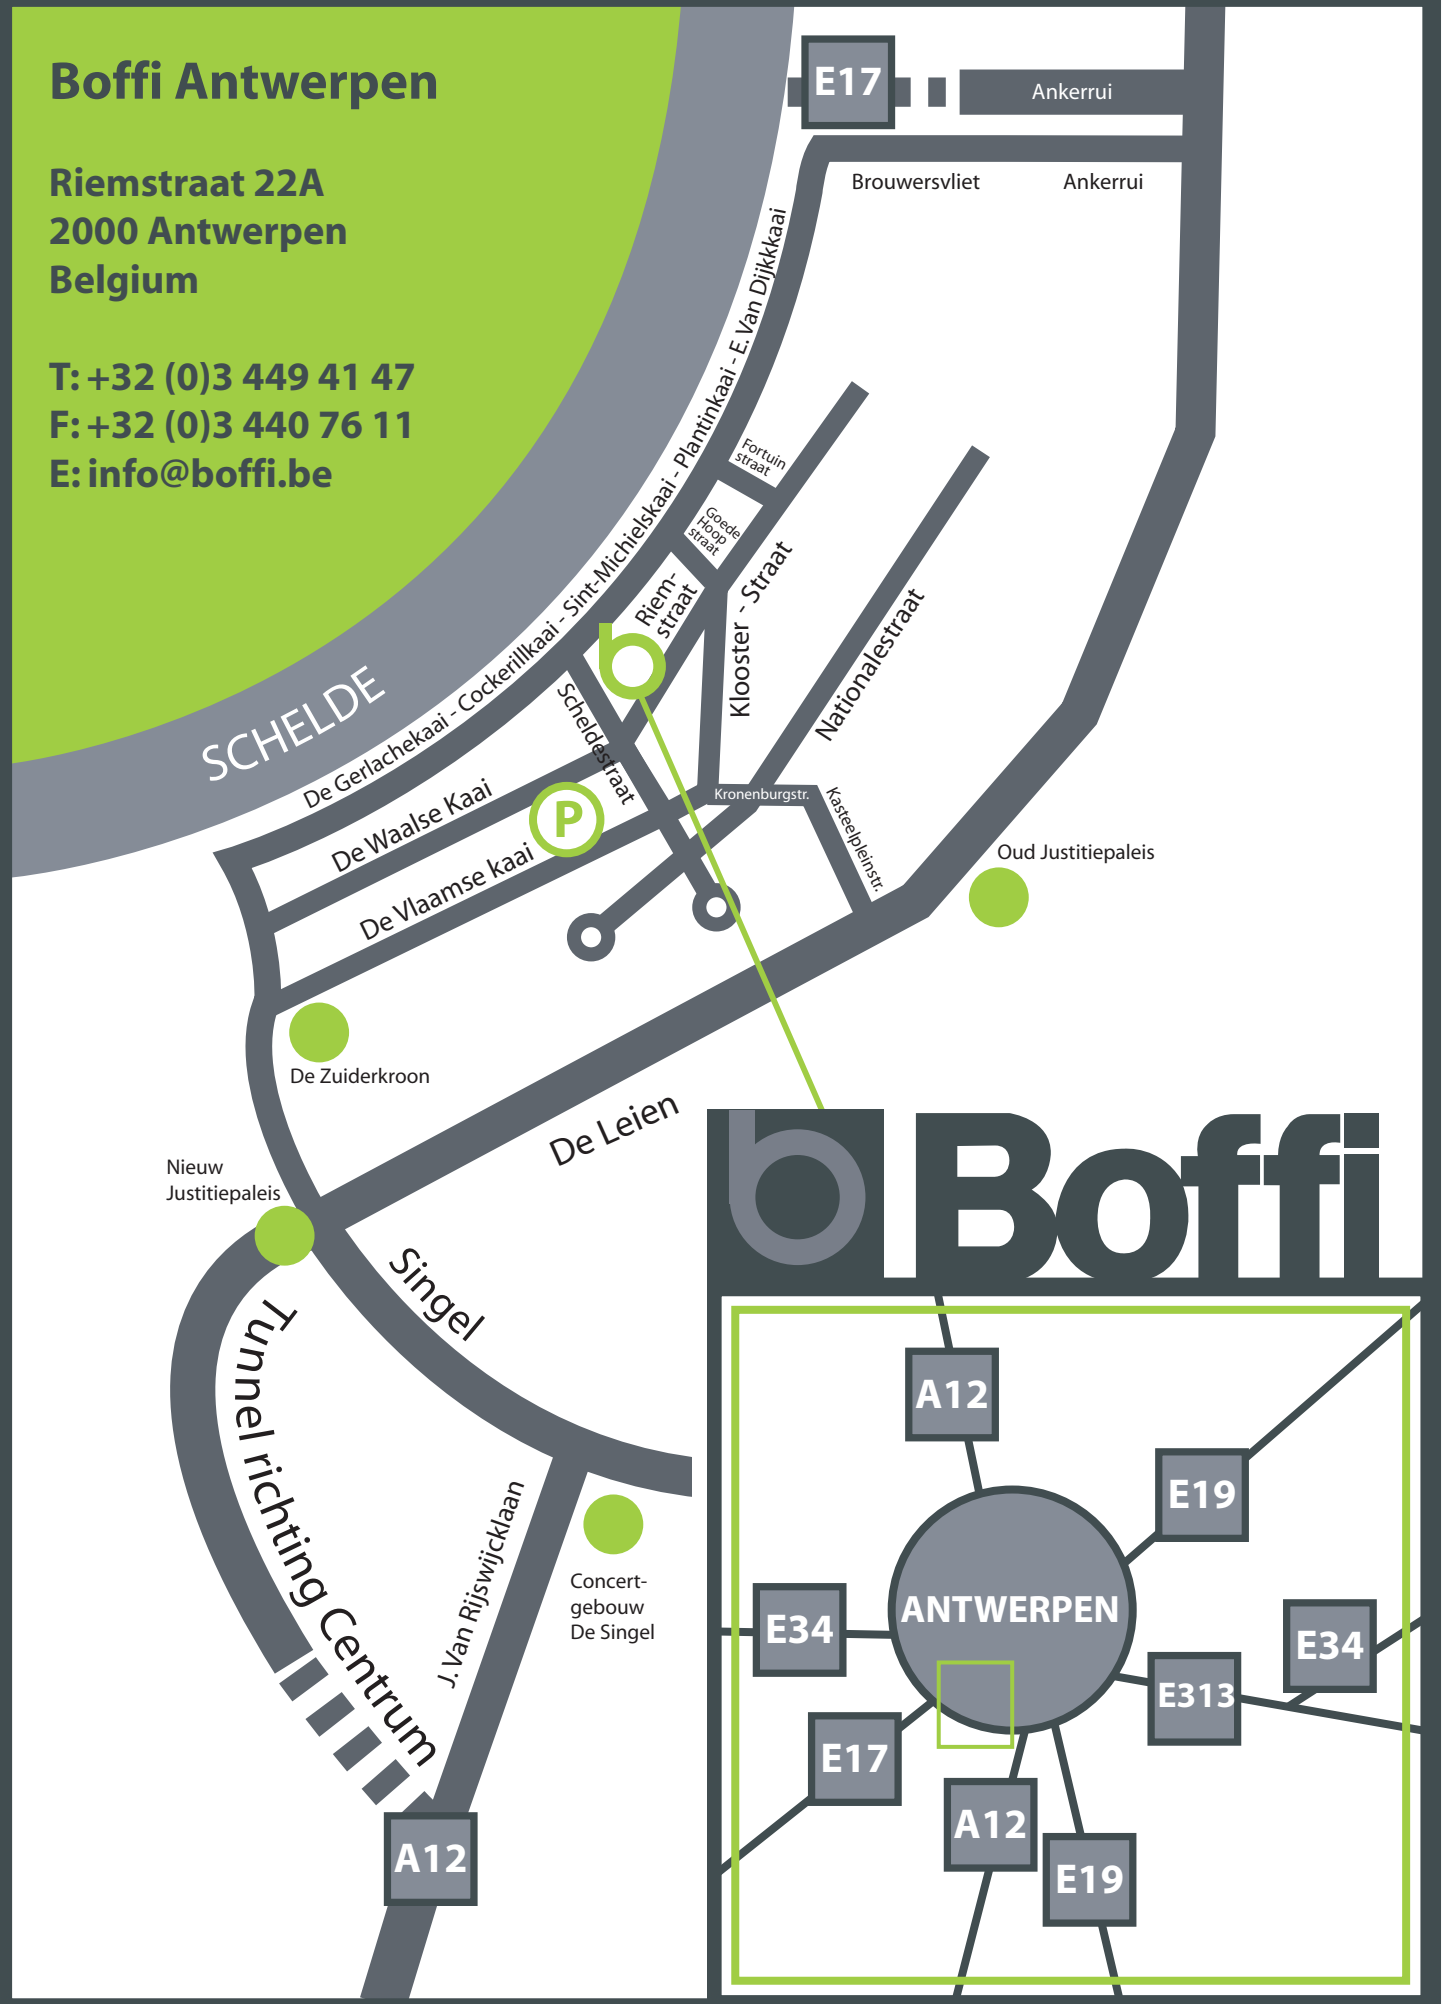 Boffi Antwerpen
Riemstraat 22A
2000 Antwerpen
Belgium
T: +32 (0)3 449 41 47
F: +32 (0)3 440 76 11
E: info@boffi.be
E17
Ankerrui
Brouwersvliet
Ankerrui
De Gerlachekaai - Cockerillkaai - Sint-Michielskaai - Plantinkaai - E. Van Dijkkkaai
SCHELDE
Fortuin
straat
Goede
Hoop
straat
Riem-
straat
Klooster - Straat
Nationalestraat
Scheldestraat
De Waalse Kaai
P
De Vlaamse kaai
Kronenburgstr.
Kasteelpleinstr.
Oud Justitiepaleis
De Zuiderkroon
De Leien
Nieuw
Justitiepaleis
Singel
Tunnel richting Centrum
J. Van Rijswijcklaan
Concert-
gebouw
De Singel
A12
b Boffi
A12
E19
ANTWERPEN
E34
E34
E313
E17
A12
E19